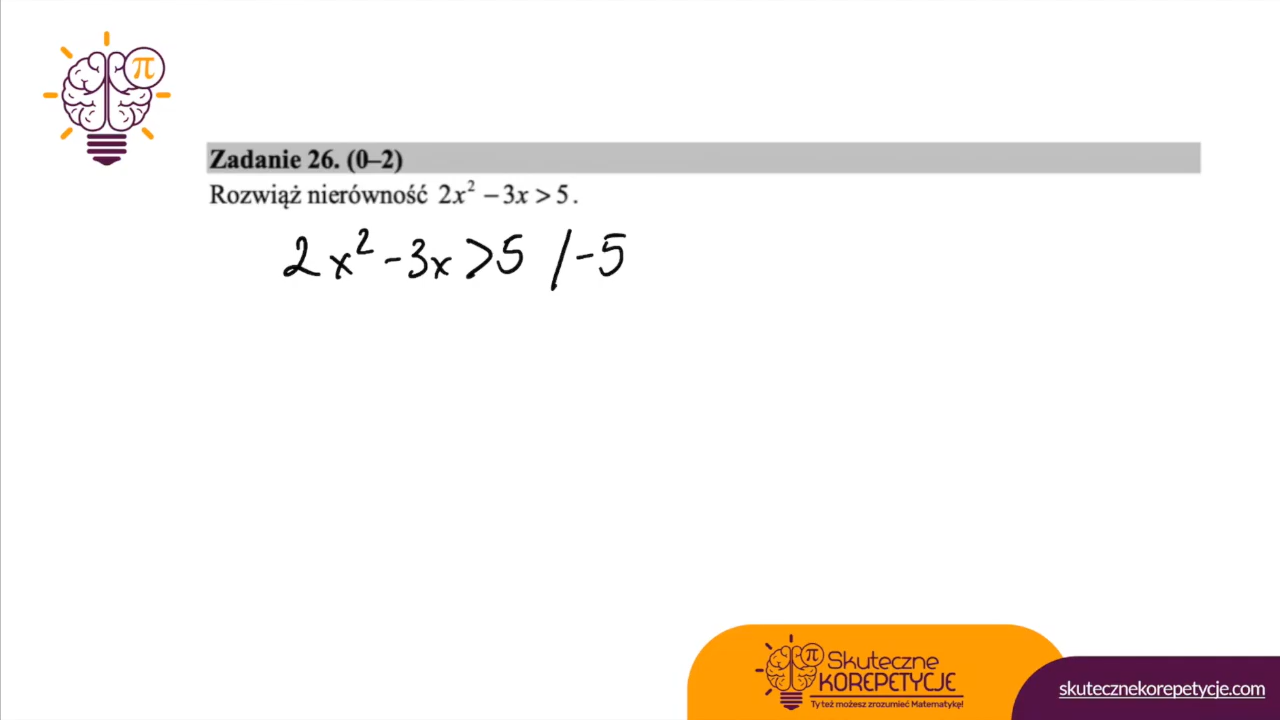 π
Zadanie 26. (0–2)
Rozwiąż nierówność 2x² – 3x > 5.
2x² -3x >5 /-5
π
Skuteczne
KOREPETYCJE
Ty też możesz zrozumieć Matematykę!
skutecznekorepetycje.com